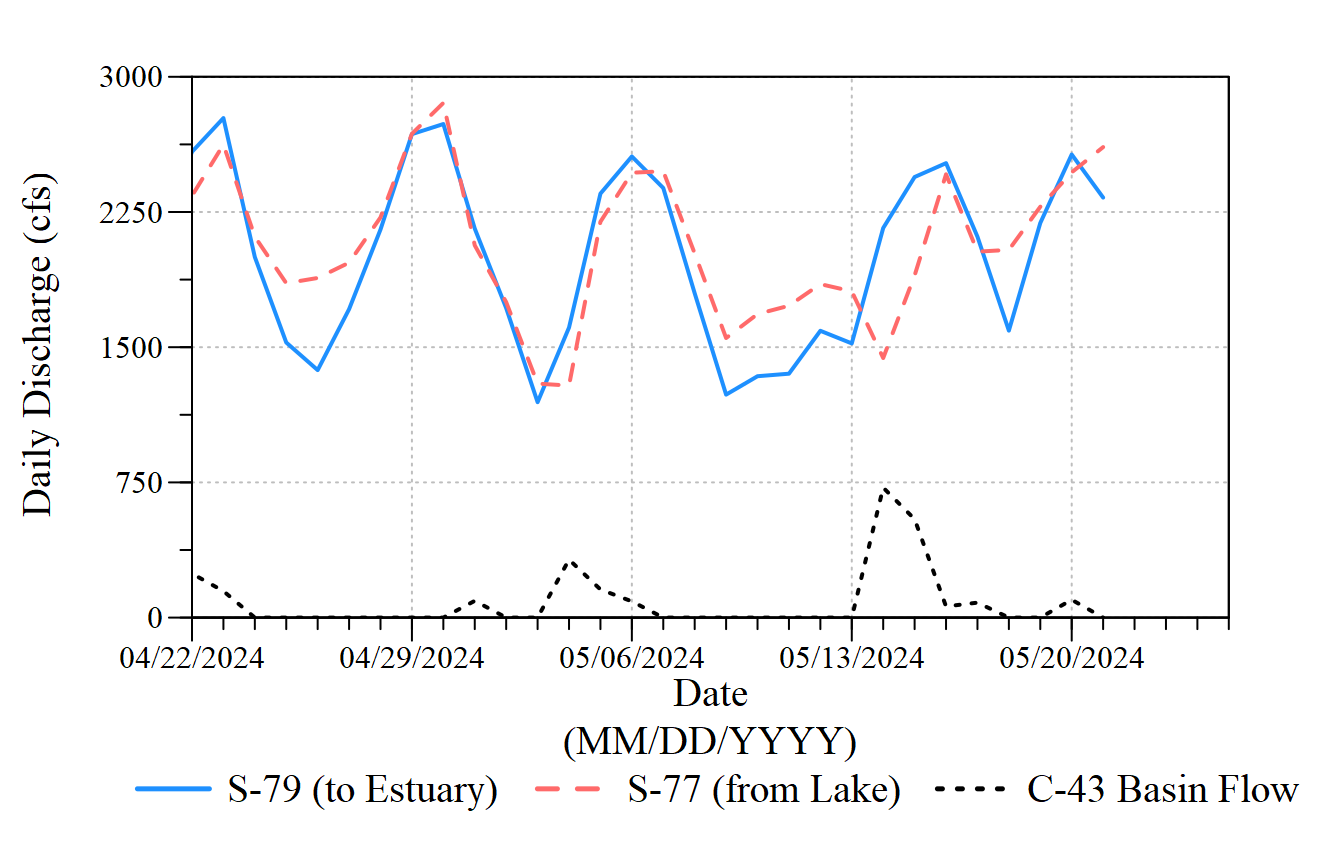 3000
2250
1500
750
0
Daily Discharge (cfs)
04/22/2024 04/29/2024 05/06/2024 05/13/2024 05/20/2024
Date
(MM/DD/YYYY)
S-79 (to Estuary) S-77 (from Lake) C-43 Basin Flow